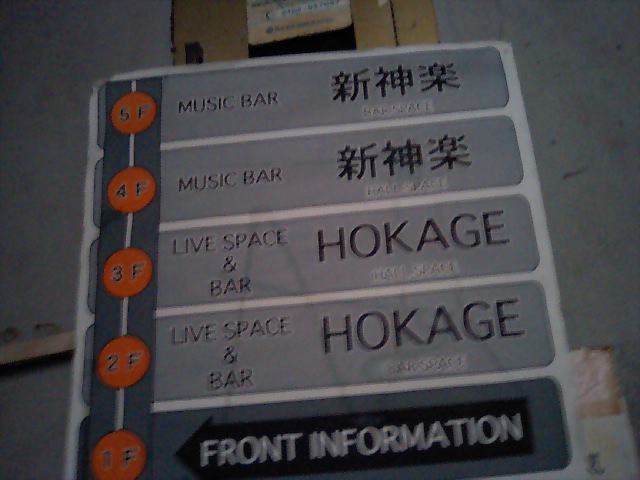 5F MUSIC BAR 新神楽
BAR SPACE
4F MUSIC BAR 新神楽
HALL SPACE
3F LIVE SPACE
&
BAR
HOKAGE
HALL SPACE
2F LIVE SPACE
&
BAR
HOKAGE
BAR SPACE
1F FRONT INFORMATION